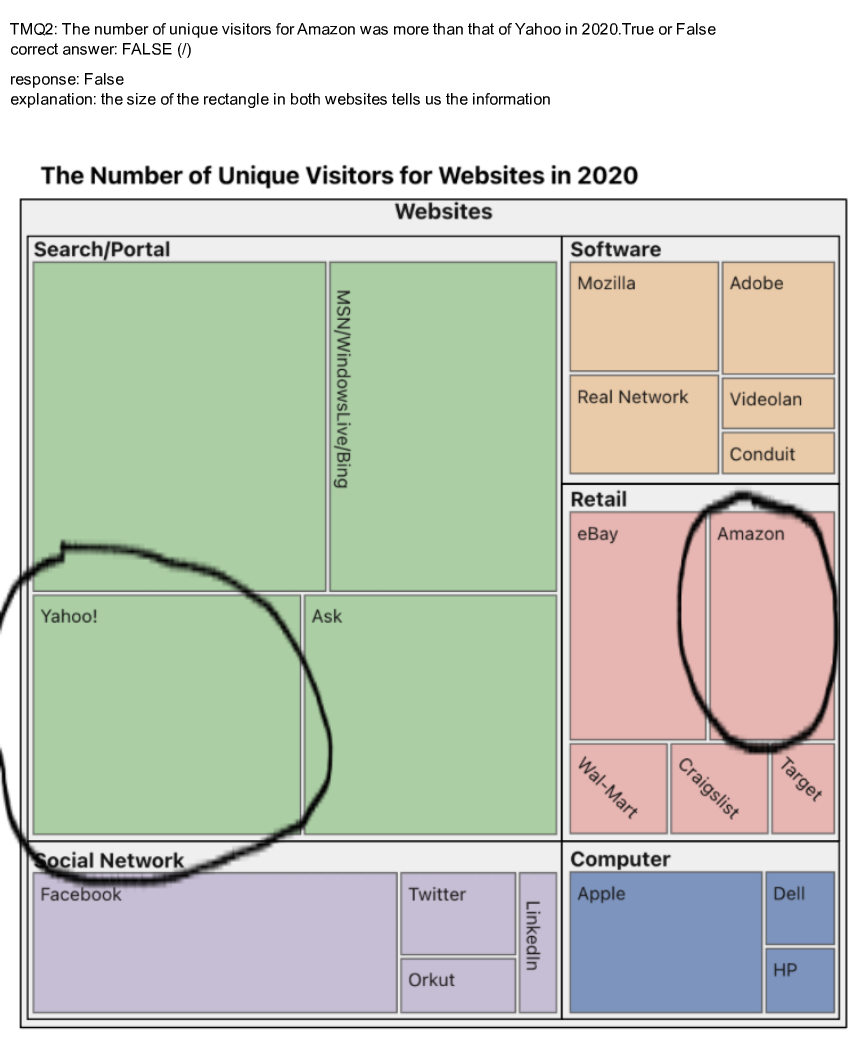 TMQ2: The number of unique visitors for Amazon was more than that of Yahoo in 2020.True or False
correct answer: FALSE (/)
response: False
explanation: the size of the rectangle in both websites tells us the information
The Number of Unique Visitors for Websites in 2020
Websites
Search/Portal
MSN/WindowsLive/Bing
Yahoo!
Ask
Software
Mozilla
Adobe
Real Network
Videolan
Conduit
Retail
eBay
Amazon
Wal-Mart
Craigslist
Target
Social Network
Facebook
Twitter
Orkut
LinkedIn
Computer
Apple
Dell
HP